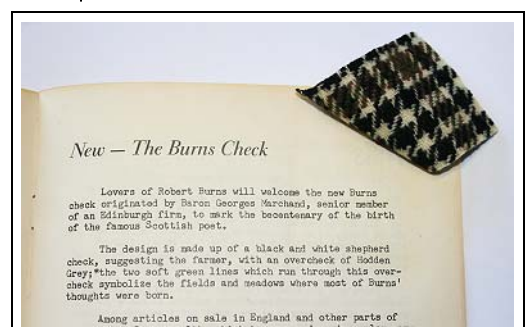 New — The Burns Check
Lovers of Robert Burns will welcome the new Burns
check originated by Baron Georges Marchand, senior member
of an Edinburgh firm, to mark the becentenary of the birth
of the famous Scottish poet.
The design is made up of a black and white shepherd
check, suggesting the farmer, with an overcheck of Hodden
Grey;*the two soft green lines which run through this over-
check symbolize the fields and meadows where most of Burns'
thoughts were born.
Among articles on sale in England and other parts of